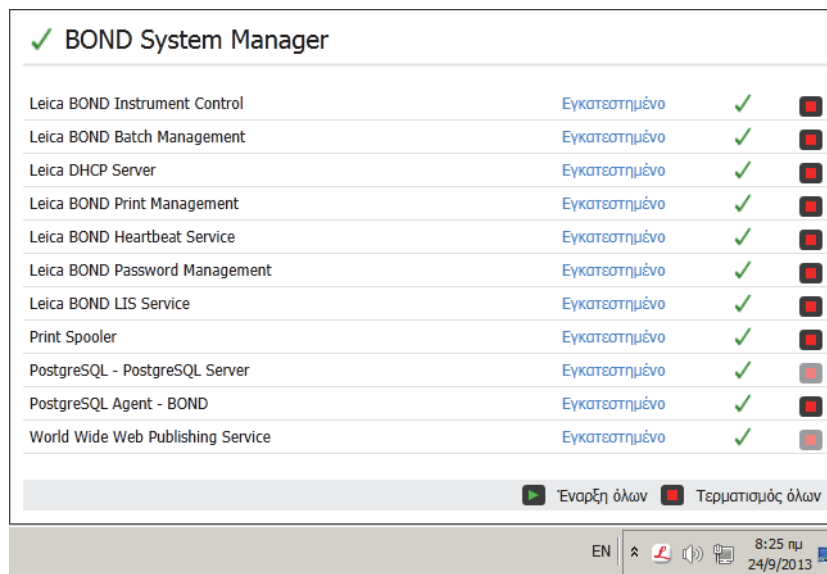 BOND System Manager
Leica BOND Instrument Control Εγκατεστημένο
Leica BOND Batch Management Εγκατεστημένο
Leica DHCP Server Εγκατεστημένο
Leica BOND Print Management Εγκατεστημένο
Leica BOND Heartbeat Service Εγκατεστημένο
Leica BOND Password Management Εγκατεστημένο
Leica BOND LIS Service Εγκατεστημένο
Print Spooler Εγκατεστημένο
PostgreSQL - PostgreSQL Server Εγκατεστημένο
PostgreSQL Agent - BOND Εγκατεστημένο
World Wide Web Publishing Service Εγκατεστημένο
Έναρξη όλων Τερματισμός όλων
EN 8:25 πμ
24/9/2013